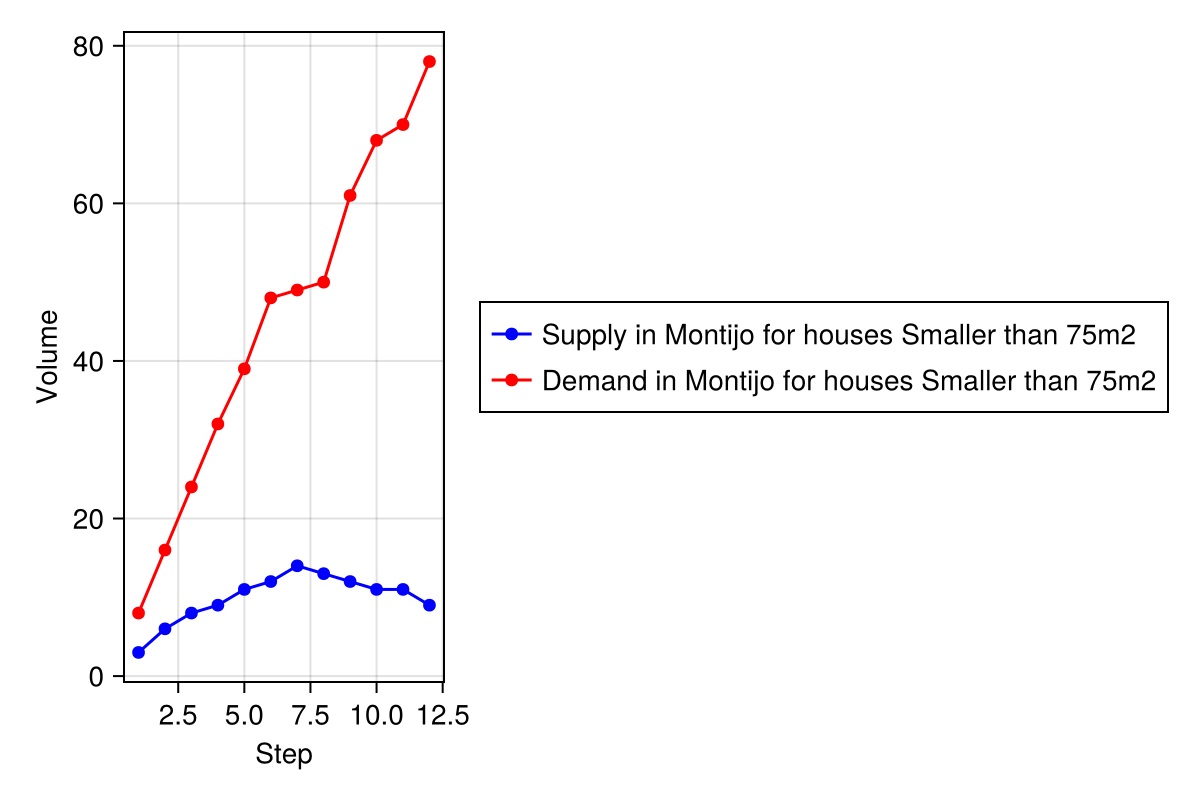 80
60
40
20
0
Volume
2.5 5.0 7.5 10.0 12.5
Step
Supply in Montijo for houses Smaller than 75m2
Demand in Montijo for houses Smaller than 75m2